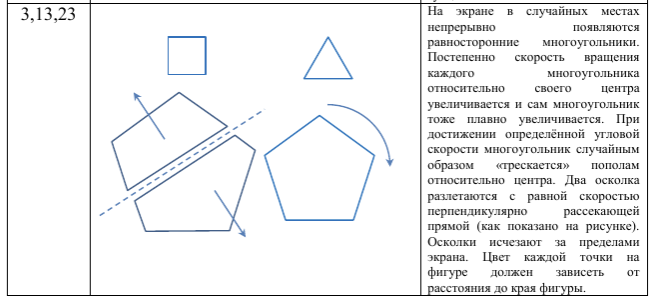 3,13,23
На экране в случайных местах
непрерывно появляются
равносторонние многоугольники.
Постепенно скорость вращения
каждого многоугольника
относительно своего центра
увеличивается и сам многоугольник
тоже плавно увеличивается. При
достижении определённой угловой
скорости многоугольник случайным
образом «трескается» пополам
относительно центра. Два осколка
разлетаются с равной скоростью
перпендикулярно рассекающей
прямой (как показано на рисунке).
Осколки исчезают за пределами
экрана. Цвет каждой точки на
фигуре должен зависеть от
расстояния до края фигуры.